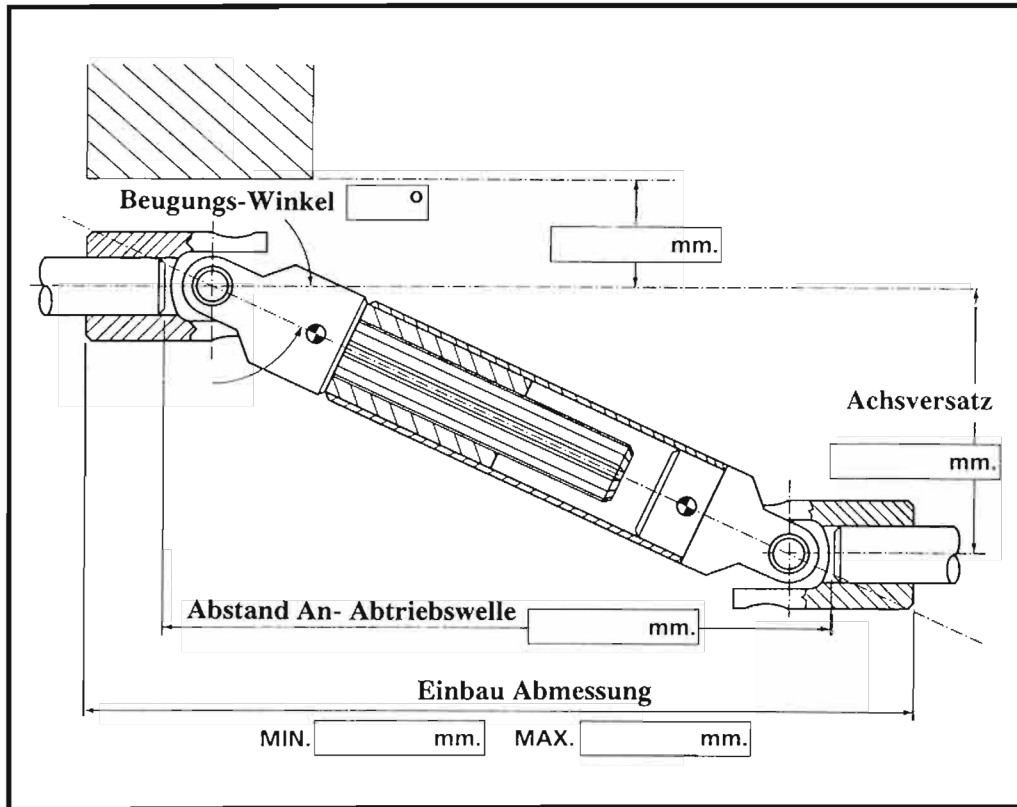 Beugungs-Winkel °
mm.
Achsversatz
mm.
Abstand An- Abtriebswelle mm.
Einbau Abmessung
MIN. mm. MAX. mm.